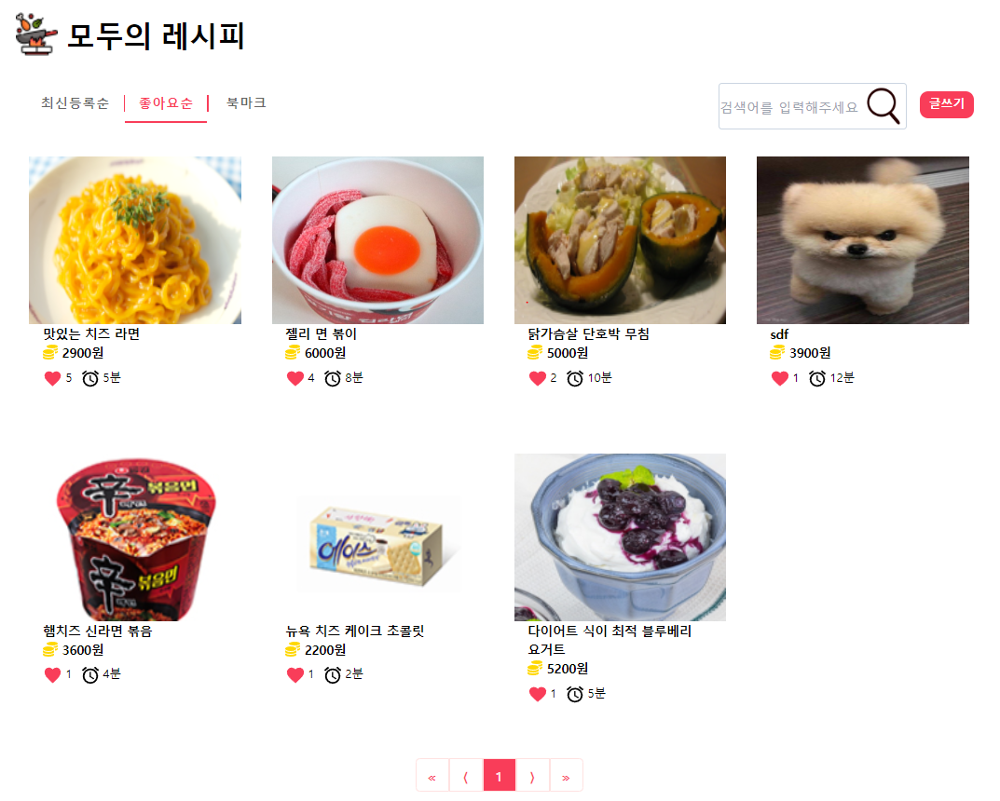 모두의 레시피
최신등록순 좋아요순 북마크
검색어를 입력해주세요 글쓰기
맛있는 치즈 라면
2900원
5 5분
젤리 면 볶이
6000원
4 8분
닭가슴살 단호박 무침
5000원
2 10분
sdf
3900원
1 12분
辛
볶음면
辛
볶음면
햄치즈 신라면 볶음
3600원
1 4분
에이스
뉴욕 치즈 케이크 초콜릿
2200원
1 2분
다이어트 식이 최적 블루베리
요거트
5200원
1 5분
« ⟨ 1 ⟩ »